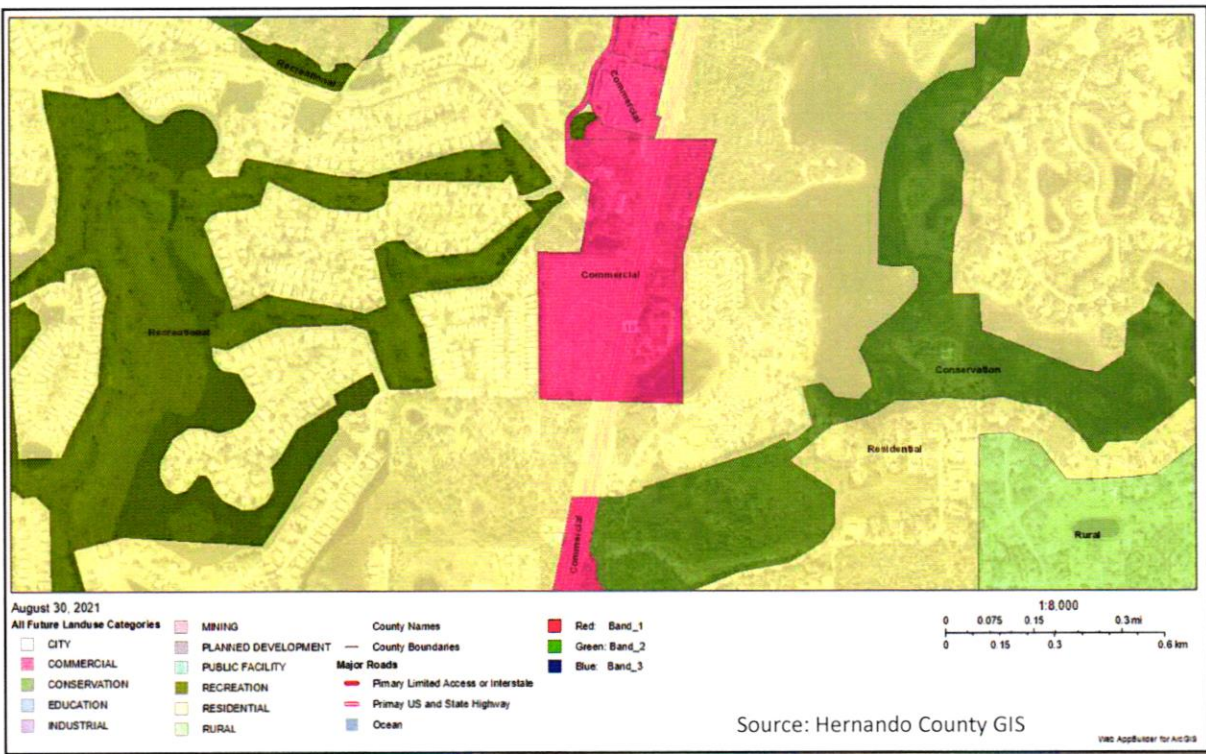 Recreational
Commercial
Commercial
Recreational
Conservation
Residential
Commercial
Rural
August 30, 2021
All Future Landuse Categories
CITY
COMMERCIAL
CONSERVATION
EDUCATION
INDUSTRIAL
MINING
PLANNED DEVELOPMENT
PUBLIC FACILITY
RECREATION
RESIDENTIAL
RURAL
County Names
County Boundaries
Major Roads
Pimary Limited Access or Interstate
Primay US and State Highway
Ocean
Red: Band_1
Green: Band_2
Blue: Band_3
1:8,000
0 0.075 0.15 0.3 mi
0 0.15 0.3 0.6 km
Source: Hernando County GIS
Web AppBuilder for ArcGIS